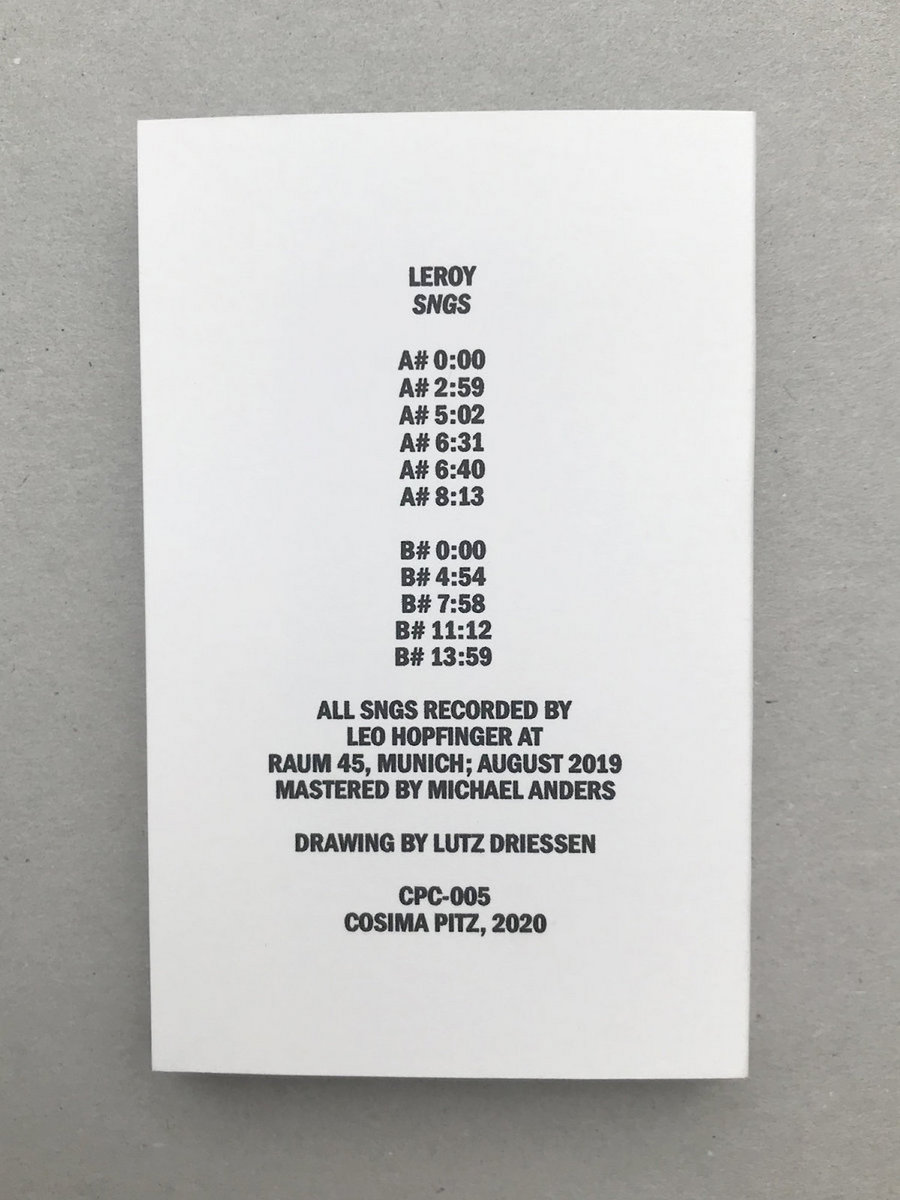 LEROY
SNGS
A# 0:00
A# 2:59
A# 5:02
A# 6:31
A# 6:40
A# 8:13
B# 0:00
B# 4:54
B# 7:58
B# 11:12
B# 13:59
ALL SNGS RECORDED BY
LEO HOPFINGER AT
RAUM 45, MUNICH; AUGUST 2019
MASTERED BY MICHAEL ANDERS
DRAWING BY LUTZ DRIESSEN
CPC-005
COSIMA PITZ, 2020